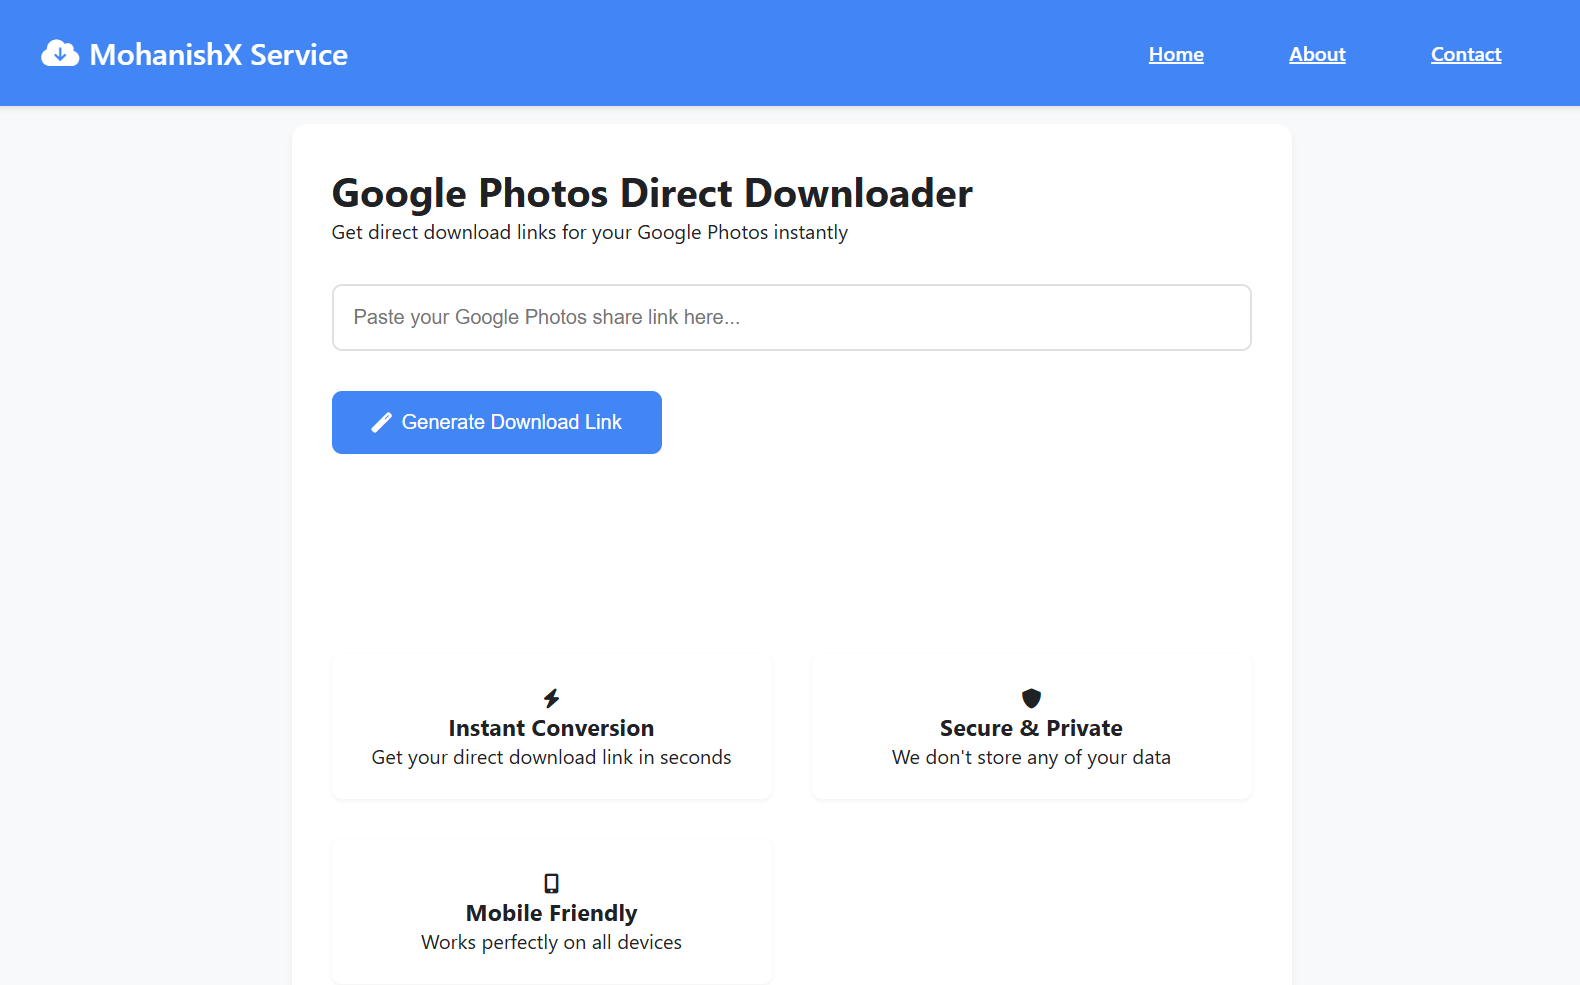 MohanishX Service
Home
About
Contact
Google Photos Direct Downloader
Get direct download links for your Google Photos instantly
Paste your Google Photos share link here...
Generate Download Link
Instant Conversion
Get your direct download link in seconds
Secure & Private
We don't store any of your data
Mobile Friendly
Works perfectly on all devices